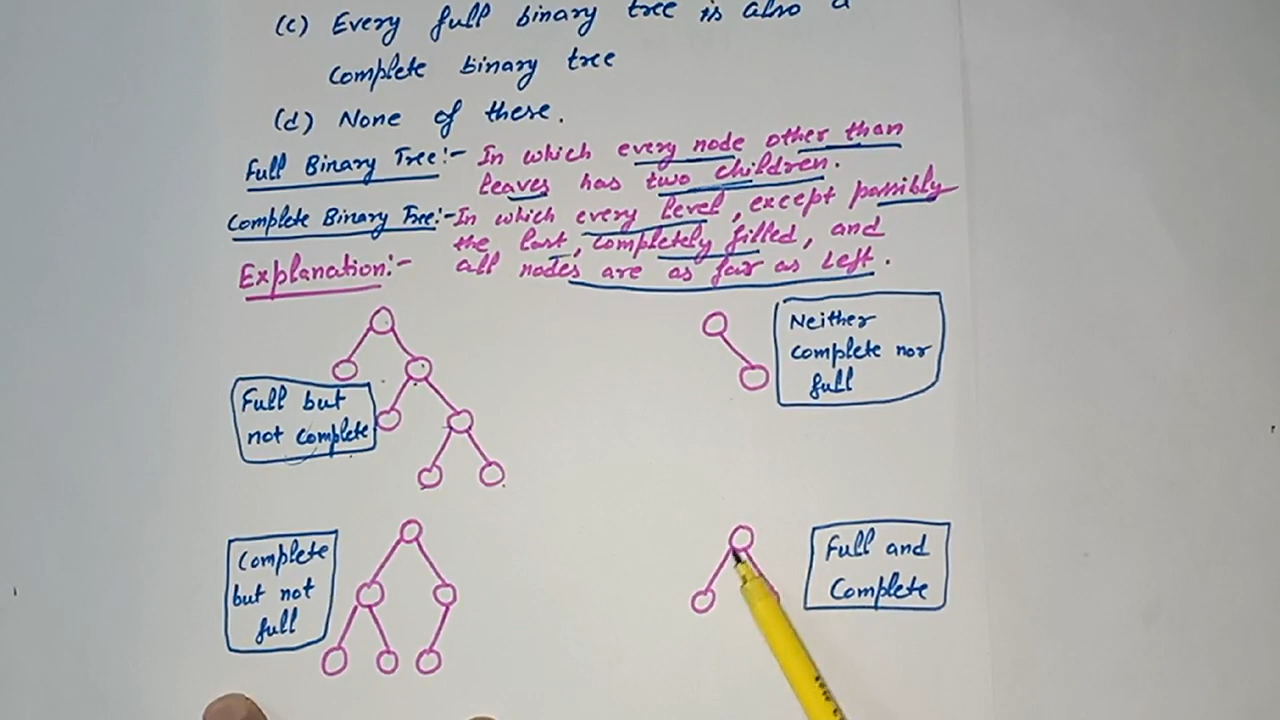 (c) Every full binary tree is also a
complete binary tree
(d) None of these.
Full Binary Tree:- In which every node other than
leaves has two children.
Complete Binary Tree:- In which every level, except possibly
the last, completely filled, and
all nodes are as far as left.
Explanation:-
Neither
complete nor
full
Full but
not complete
Complete
but not
full
Full and
Complete